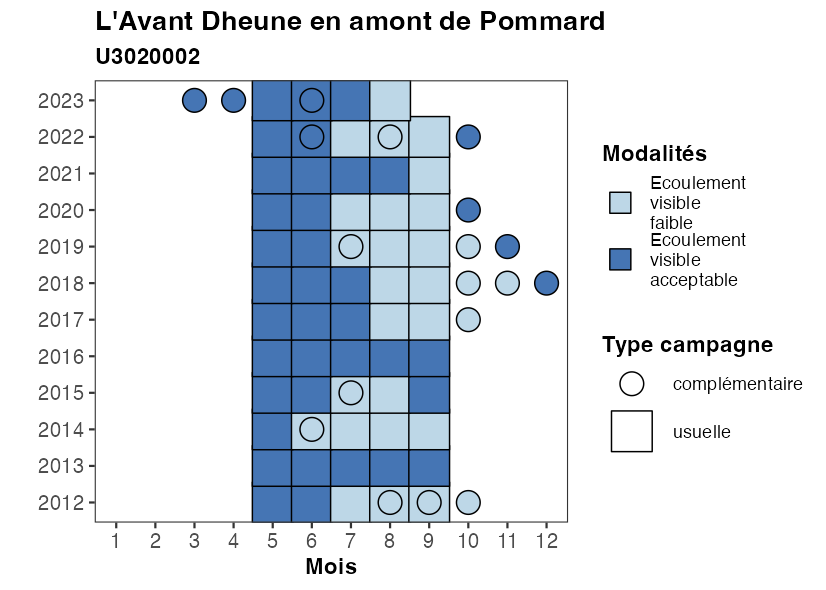 L'Avant Dheune en amont de Pommard
U3020002
2023
2022
2021
2020
2019
2018
2017
2016
2015
2014
2013
2012
1 2 3 4 5 6 7 8 9 10 11 12
Mois
Modalités
Ecoulement
visible
faible
Ecoulement
visible
acceptable
Type campagne
complémentaire
usuelle